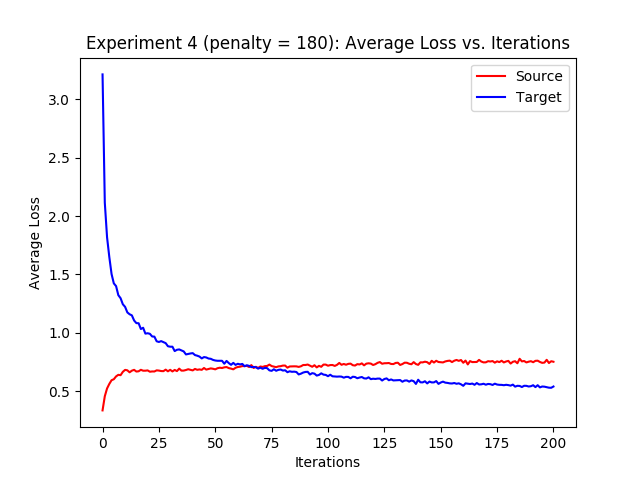 Experiment 4 (penalty = 180): Average Loss vs. Iterations
Source
Target
Average Loss
3.0
2.5
2.0
1.5
1.0
0.5
0 25 50 75 100 125 150 175 200
Iterations